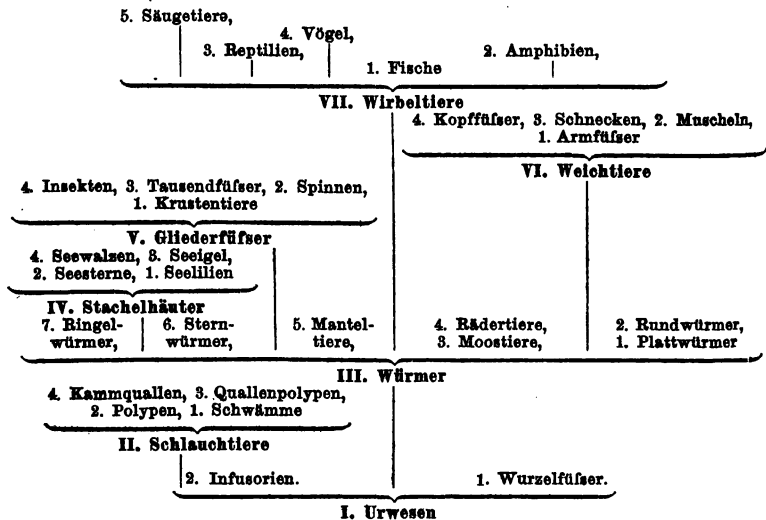 5. Säugetiere,
4. Vögel,
3. Reptilien,
2. Amphibien,
1. Fische
VII. Wirbeltiere
4. Kopffüſser, 3. Schnecken, 2. Muscheln,
1. Armfüſser
VI. Weichtiere
4. Insekten, 3. Tausendfüſser, 2. Spinnen,
1. Krustentiere
V. Gliederfüſser
4. Seewalzen, 3. Seeigel,
2. Seesterne, 1. Seelilien
IV. Stachelhäuter
7. Ringel-
würmer,
6. Stern-
würmer,
5. Mantel-
tiere,
4. Rädertiere,
3. Moostiere,
2. Rundwürmer,
1. Plattwürmer
III. Würmer
4. Kammquallen, 3. Quallenpolypen,
2. Polypen, 1. Schwämme
II. Schlauchtiere
2. Infusorien.
1. Wurzelfüſser.
I. Urwesen